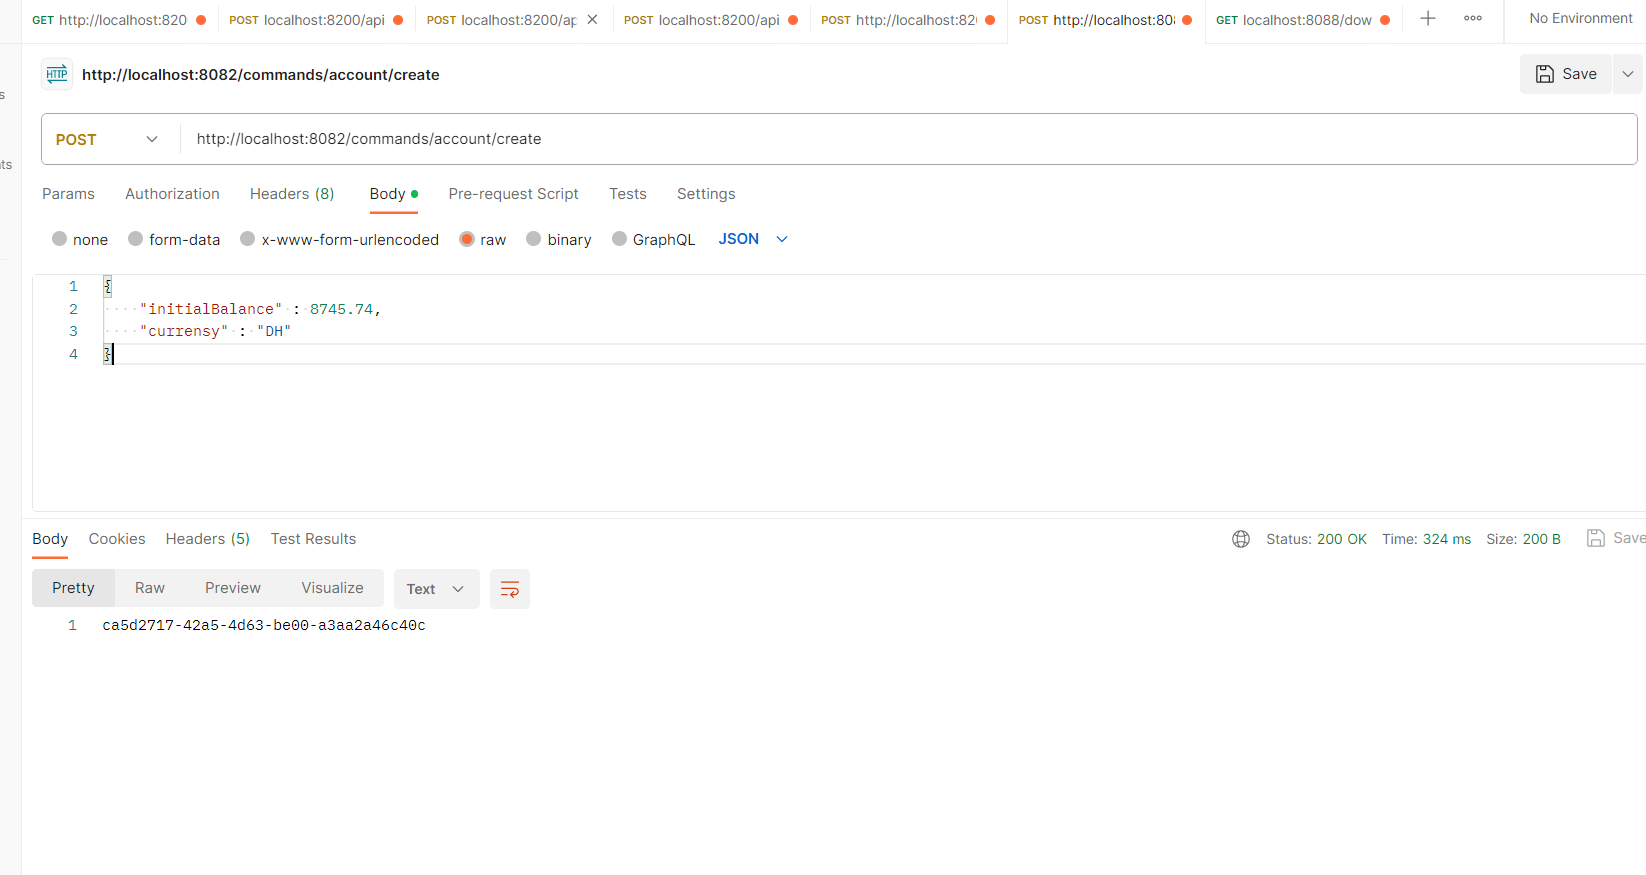 GET http://localhost:820 POST localhost:8200/api POST localhost:8200/ap POST localhost:8200/api POST http://localhost:820 POST http://localhost:808 GET localhost:8088/dow No Environment
HTTP http://localhost:8082/commands/account/create Save
s
POST http://localhost:8082/commands/account/create
nts
Params Authorization Headers (8) Body Pre-request Script Tests Settings
none form-data x-www-form-urlencoded raw binary GraphQL JSON
1 {
2 "initialBalance" : 8745.74,
3 "currensy" : "DH"
4 }
Body Cookies Headers (5) Test Results Status: 200 OK Time: 324 ms Size: 200 B Save
Pretty Raw Preview Visualize Text
1 ca5d2717-42a5-4d63-be00-a3aa2a46c40c